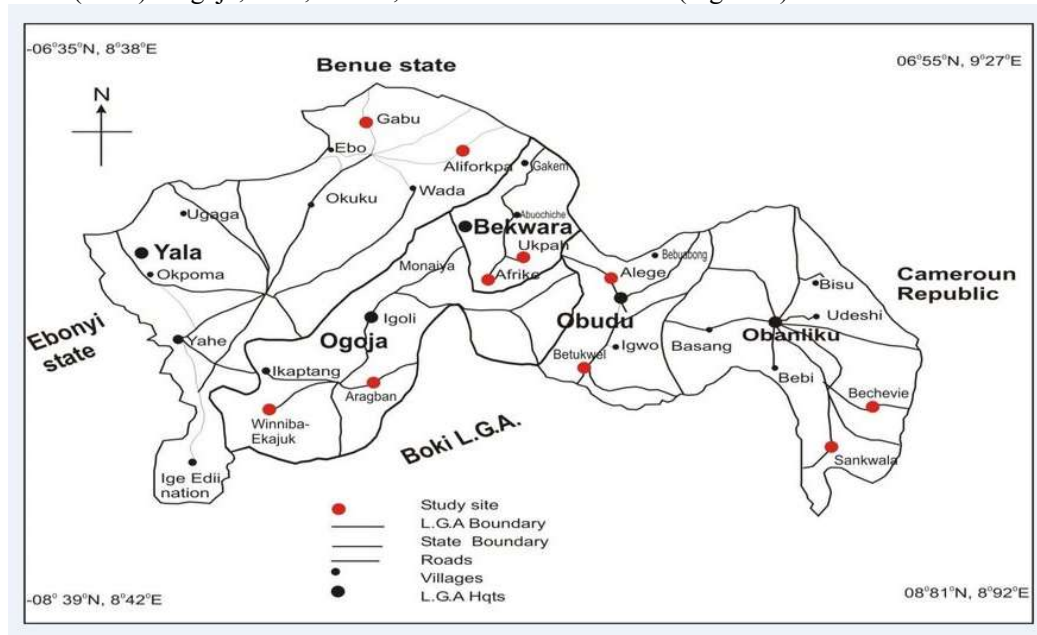 -06°35'N, 8°38'E
06°55'N, 9°27'E
Benue state
N
Gabu
Ebo
Aliforkpa
Gakem
Wada
Okuku
Ugaga
Abuochiche
Bekwara
Ukpah
Yala
Monaiya
Bebuabong
Okpoma
Afrike
Alege
Cameroun
Republic
Bisu
Ebonyi
state
Igoli
Obudu
Udeshi
Yahe
Ogoja
Igwo
Basang
Obanliku
Betukwel
Ikaptang
Bebi
Aragban
Bechevie
Winniba-
Ekajuk
Boki L.G.A.
Sankwala
Ige Edii
nation
Study site
L.G.A Boundary
State Boundary
Roads
Villages
L.G.A Hqts
-08° 39'N, 8°42'E
08°81'N, 8°92'E